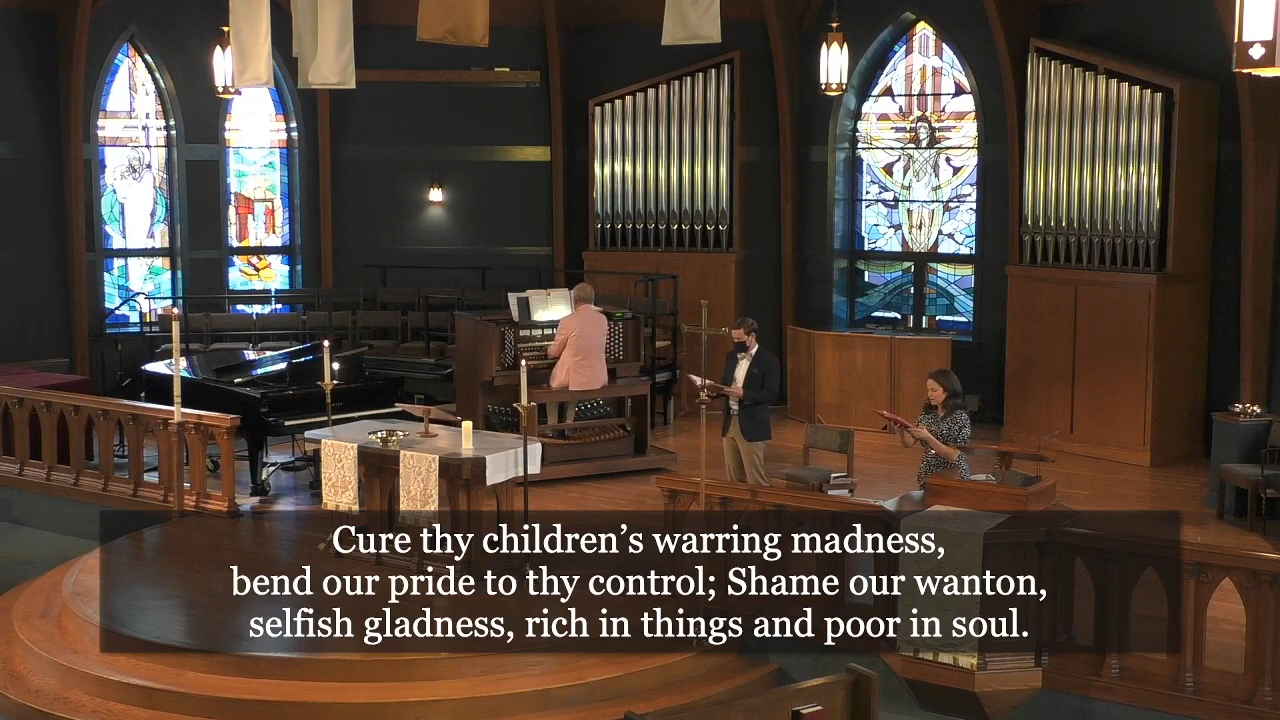 Cure thy children’s warring madness,
bend our pride to thy control; Shame our wanton,
selfish gladness, rich in things and poor in soul.